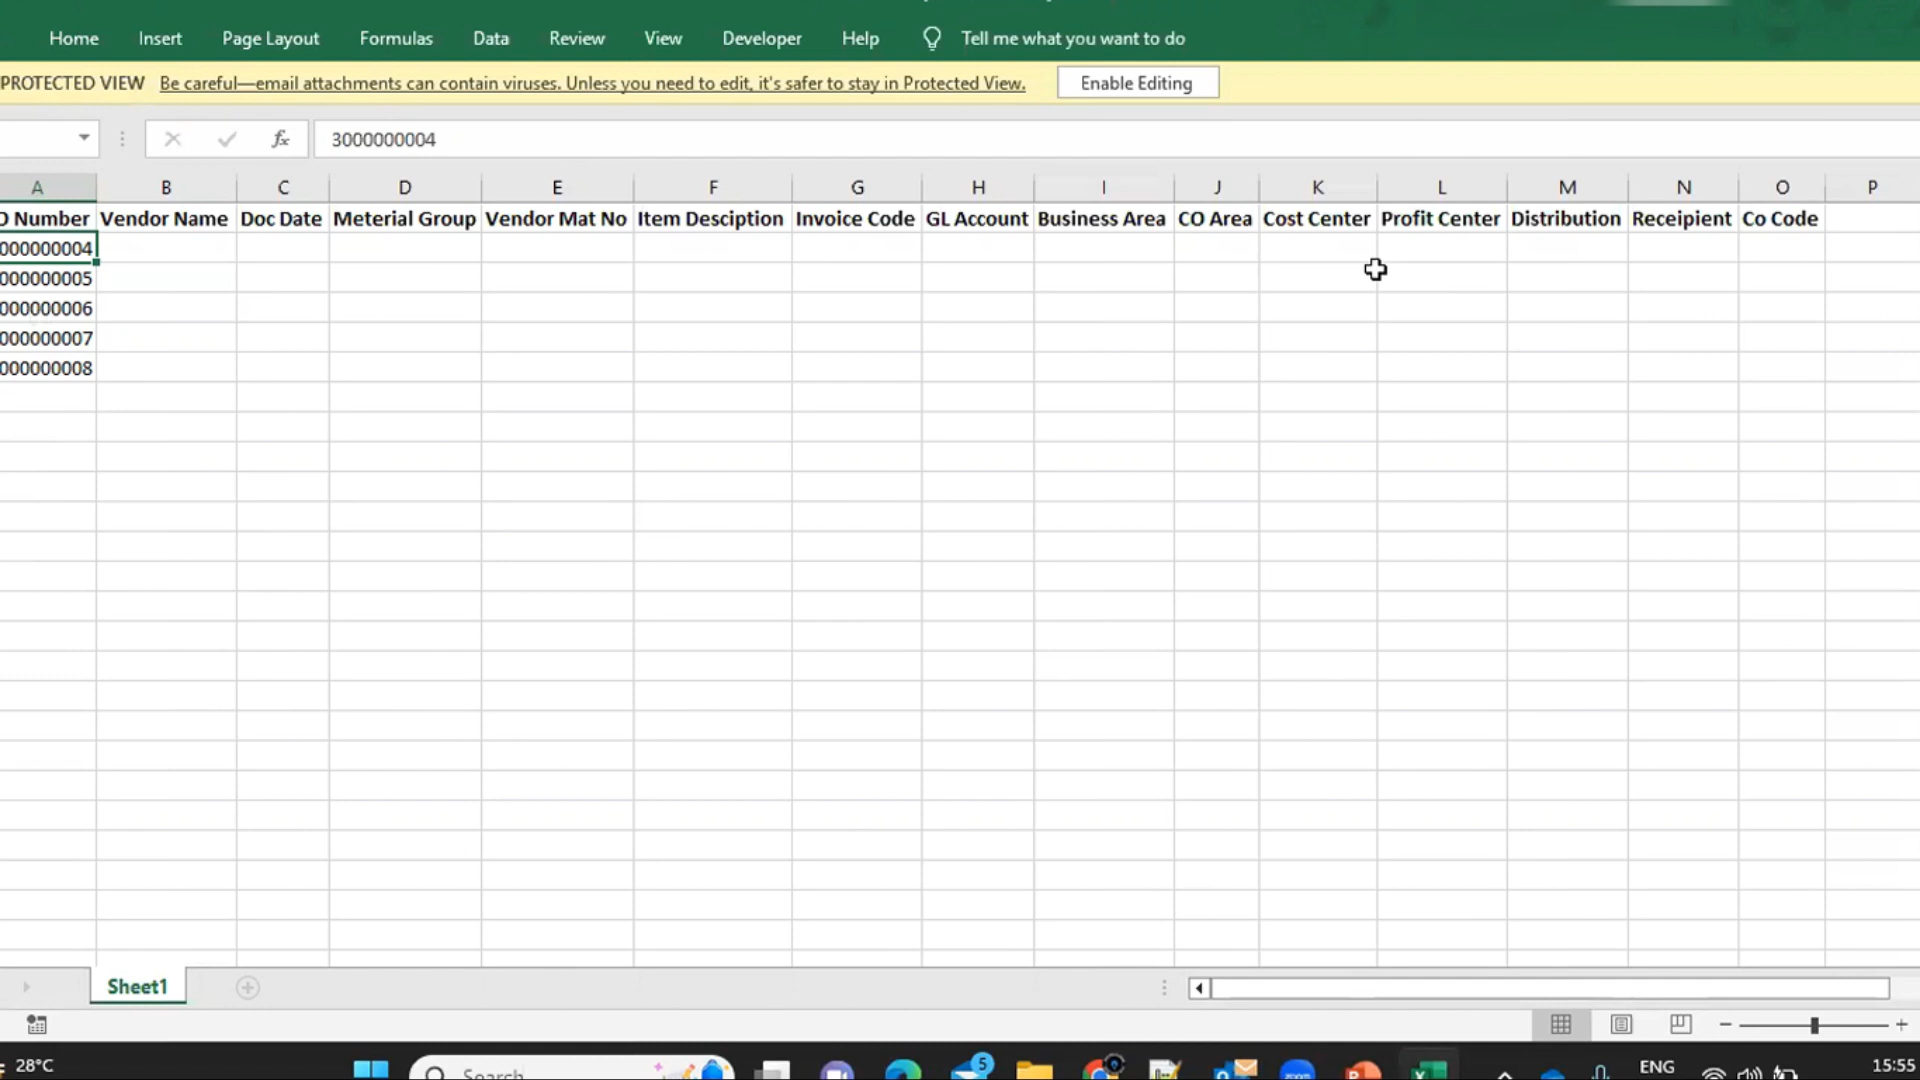 Home Insert Page Layout Formulas Data Review View Developer Help Tell me what you want to do
PROTECTED VIEW Be careful—email attachments can contain viruses. Unless you need to edit, it's safer to stay in Protected View. Enable Editing
fx 3000000004
A B C D E F G H I J K L M N O P
O Number Vendor Name Doc Date Meterial Group Vendor Mat No Item Desciption Invoice Code GL Account Business Area CO Area Cost Center Profit Center Distribution Receipient Co Code
000000004
000000005
000000006
000000007
000000008
Sheet1
28°C Search 5 zoom ENG 15:55